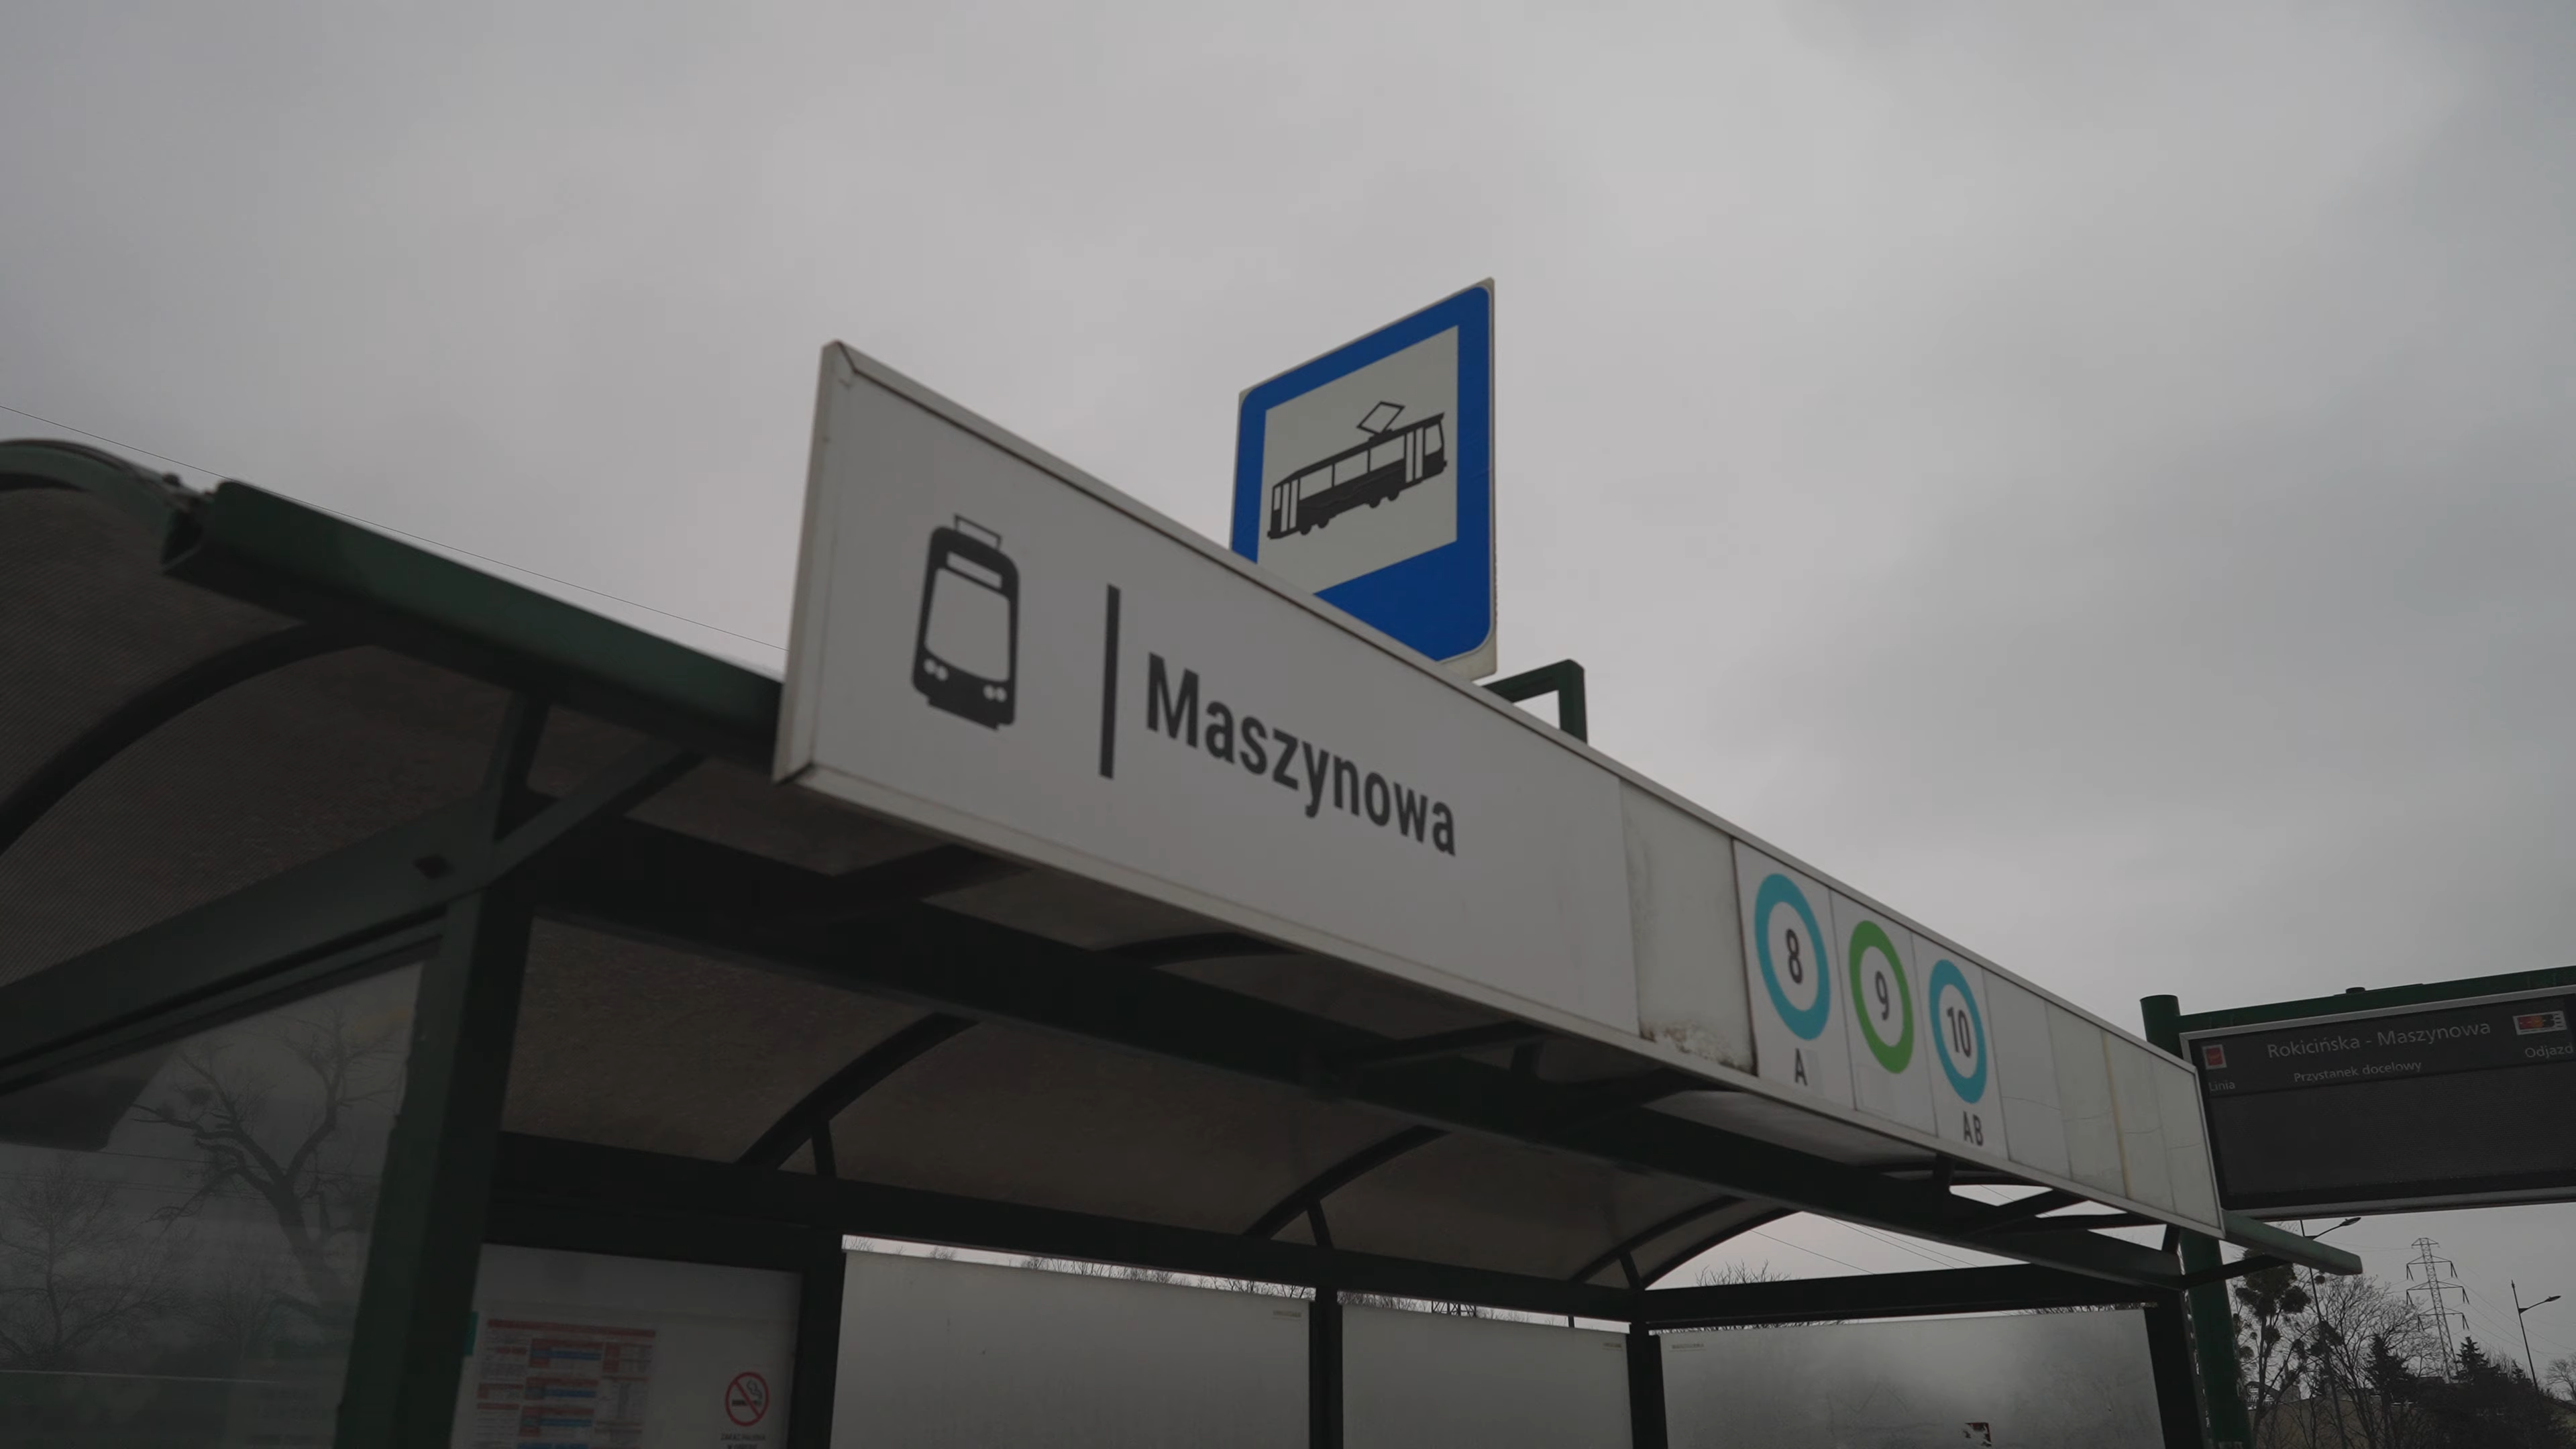 Maszynowa
8
A
9
10
AB
Rokicińska - Maszynowa
Linia
Przystanek docelowy
Odjazd